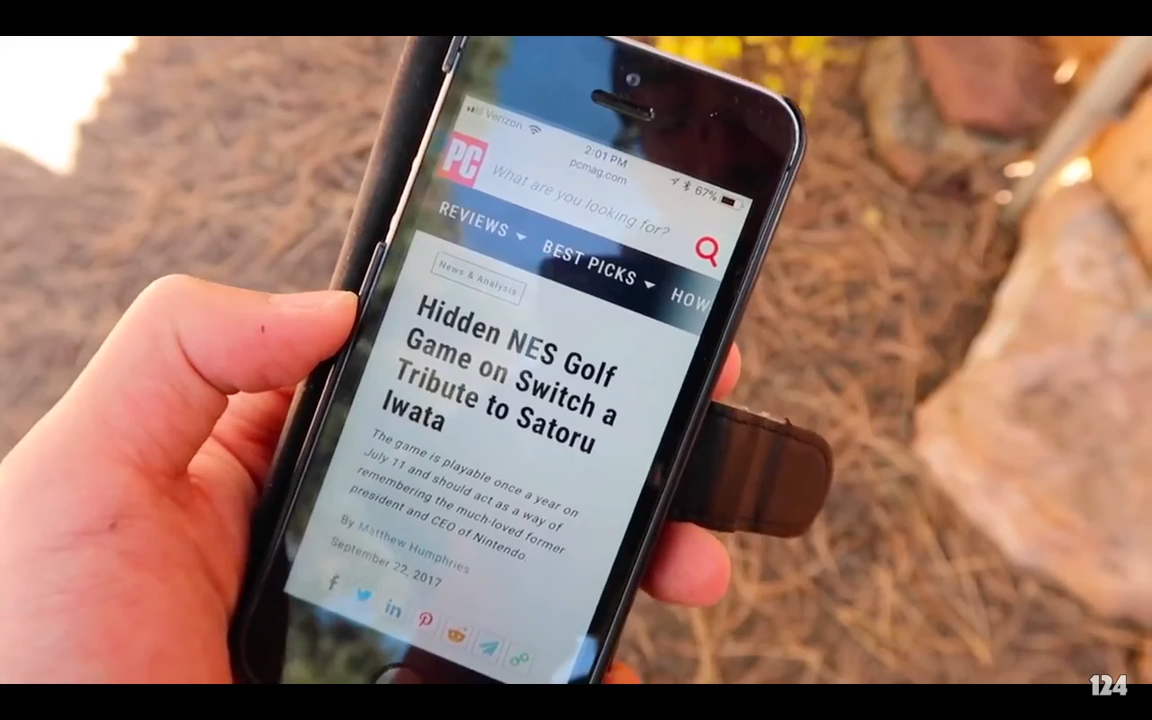 Verizon
2:01 PM
67%
pcmag.com
PC
What are you looking for?
REVIEWS
BEST PICKS
HOW
News & Analysis
Hidden NES Golf
Game on Switch a
Tribute to Satoru
Iwata
The game is playable once a year on
July 11 and should act as a way of
remembering the much-loved former
president and CEO of Nintendo.
By Matthew Humphries
September 22, 2017
f
in
124